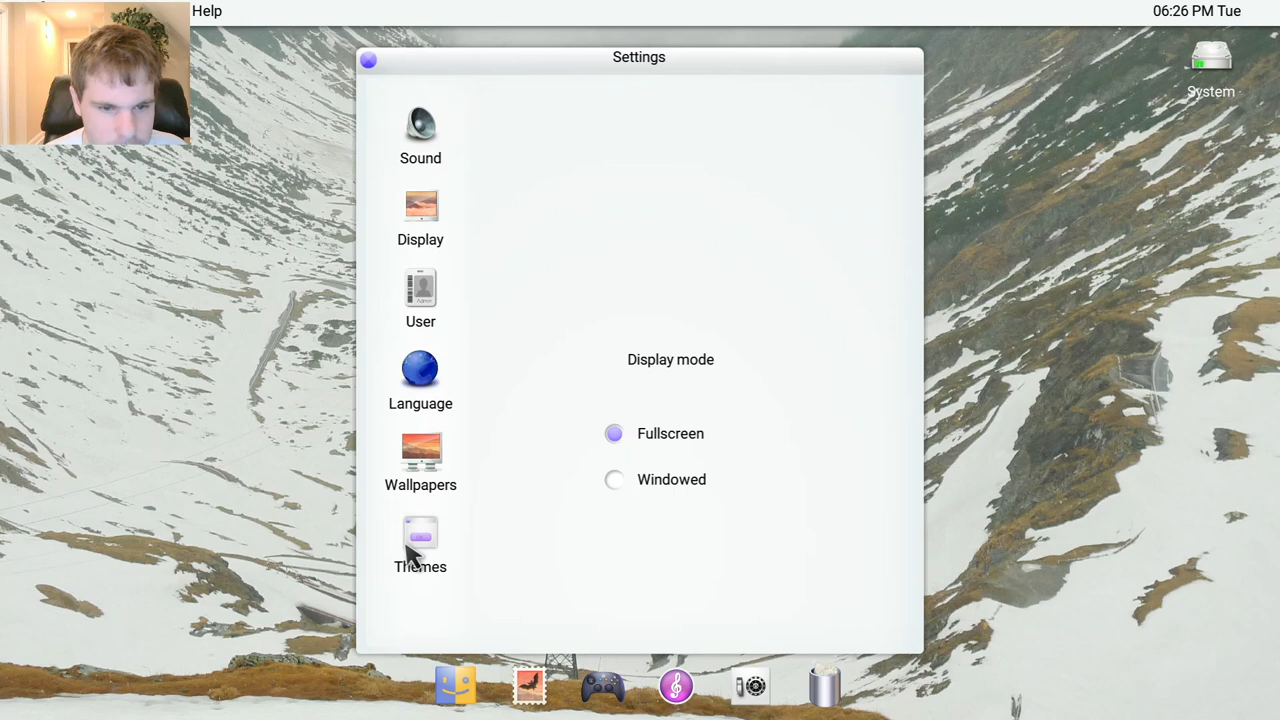 Help
06:26 PM Tue
Settings
System
Sound
Display
User
Language
Wallpapers
Themes
Display mode
Fullscreen
Windowed